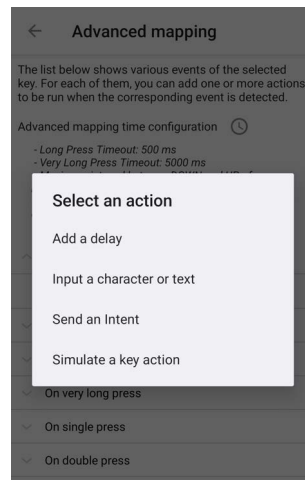 Advanced mapping
The list below shows various events of the selected
key. For each of them, you can add one or more actions
to be run when the corresponding event is detected.
Advanced mapping time configuration
- Long Press Timeout: 500 ms
- Very Long Press Timeout: 5000 ms
Select an action
Add a delay
Input a character or text
Send an Intent
Simulate a key action
On very long press
On single press
On double press